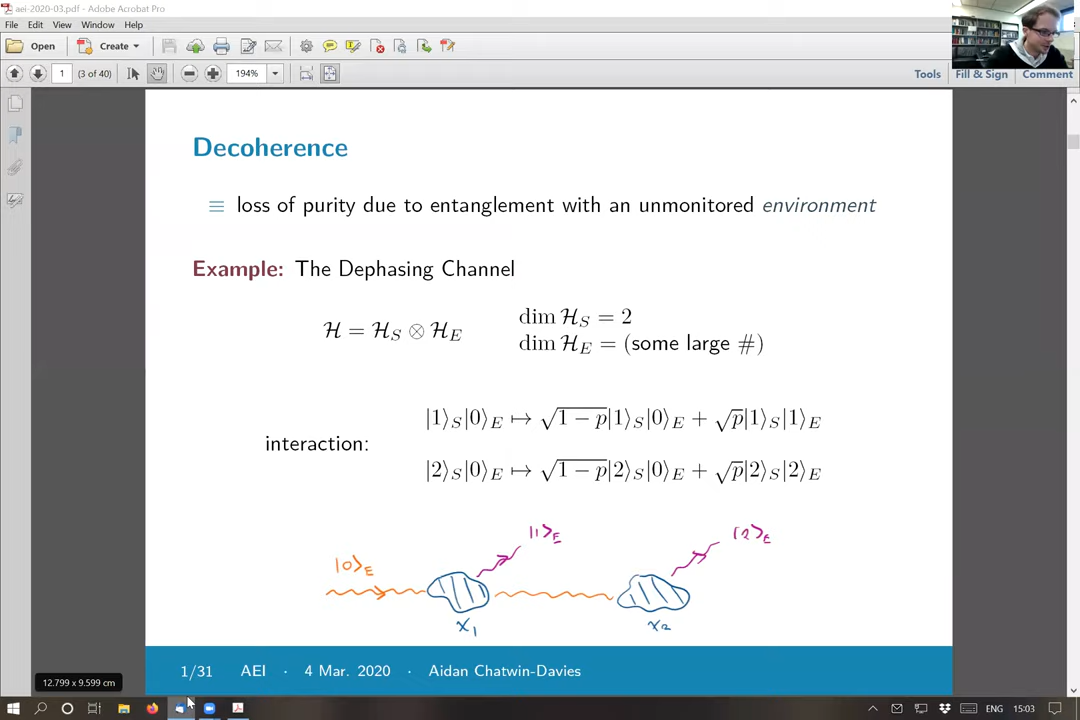 aei-2020-03.pdf - Adobe Acrobat Pro
File Edit View Window Help
Open Create
1 (3 of 40) 194% Tools Fill & Sign Comment
Decoherence
≡ loss of purity due to entanglement with an unmonitored environment
Example: The Dephasing Channel
ℋ = ℋ_S ⊗ ℋ_E
dim ℋ_S = 2
dim ℋ_E = (some large #)
interaction:
|1⟩_S|0⟩_E ↦ √(1 − p)|1⟩_S|0⟩_E + √p|1⟩_S|1⟩_E
|2⟩_S|0⟩_E ↦ √(1 − p)|2⟩_S|0⟩_E + √p|2⟩_S|2⟩_E
|1⟩_E |2⟩_E
|0⟩_E
x₁ x₂
1/31 AEI · 4 Mar. 2020 · Aidan Chatwin-Davies
12.799 x 9.599 cm
ENG 15:03